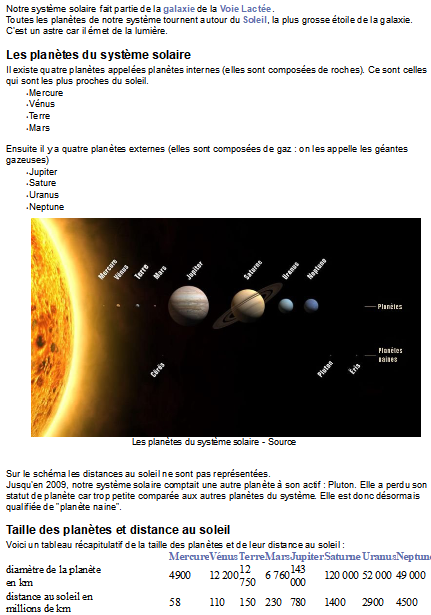 Notre système solaire fait partie de la galaxie de la Voie Lactée.
Toutes les planètes de notre système tournent autour du Soleil, la plus grosse étoile de la galaxie.
C'est un astre car il émet de la lumière.
Les planètes du système solaire
Il existe quatre planètes appelées planètes internes (elles sont composées de roches). Ce sont celles
qui sont les plus proches du soleil.
•Mercure
•Vénus
•Terre
•Mars
Ensuite il y a quatre planètes externes (elles sont composées de gaz : on les appelle les géantes
gazeuses)
•Jupiter
•Sature
•Uranus
•Neptune
Mercure Vénus Terre Mars Jupiter Saturne Uranus Neptune
Planètes
Planètes
naines
Cérès Pluton Éris
Les planètes du système solaire - Source
Sur le schéma les distances au soleil ne sont pas représentées.
Jusqu'en 2009, notre système solaire comptait une autre planète à son actif : Pluton. Elle a perdu son
statut de planète car trop petite comparée aux autres planètes du système. Elle est donc désormais
qualifiée de "planète naine".
Taille des planètes et distance au soleil
Voici un tableau récapitulatif de la taille des planètes et de leur distance au soleil :
Mercure Vénus Terre Mars Jupiter Saturne Uranus Neptune
diamètre de la planète
en km 4900 12 200 12 750 6 760 143 000 120 000 52 000 49 000
distance au soleil en
millions de km 58 110 150 230 780 1400 2900 4500